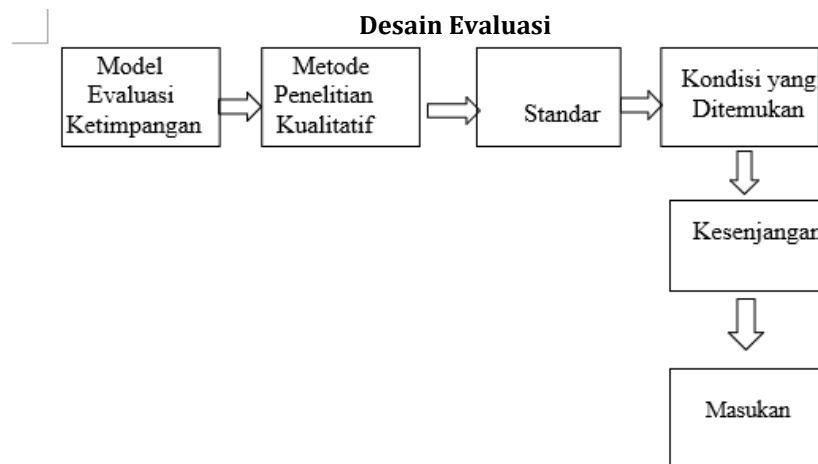 Desain Evaluasi
Model
Evaluasi
Ketimpangan
Metode
Penelitian
Kualitatif
Standar
Kondisi yang
Ditemukan
Kesenjangan
Masukan